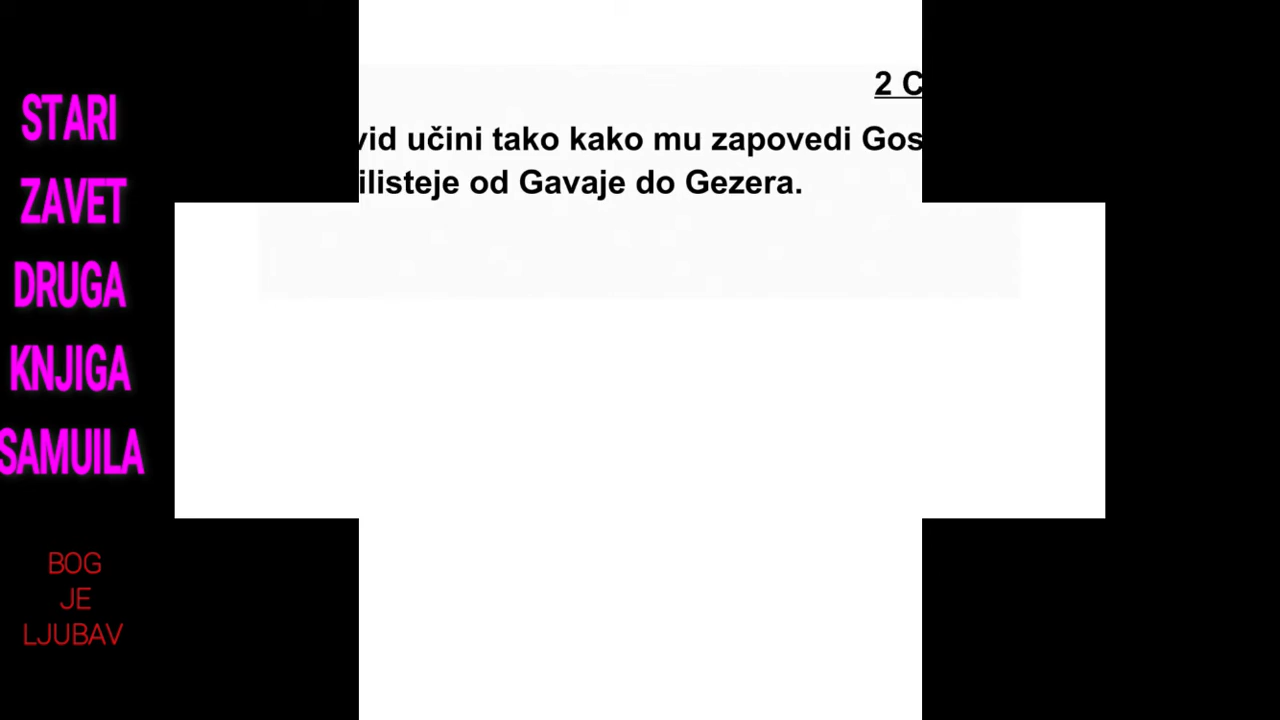 STARI
ZAVET
DRUGA
KNJIGA
SAMUILA
BOG
JE
LJUBAV
2 C
vid učini tako kako mu zapovedi Gos
ilisteje od Gavaje do Gezera.